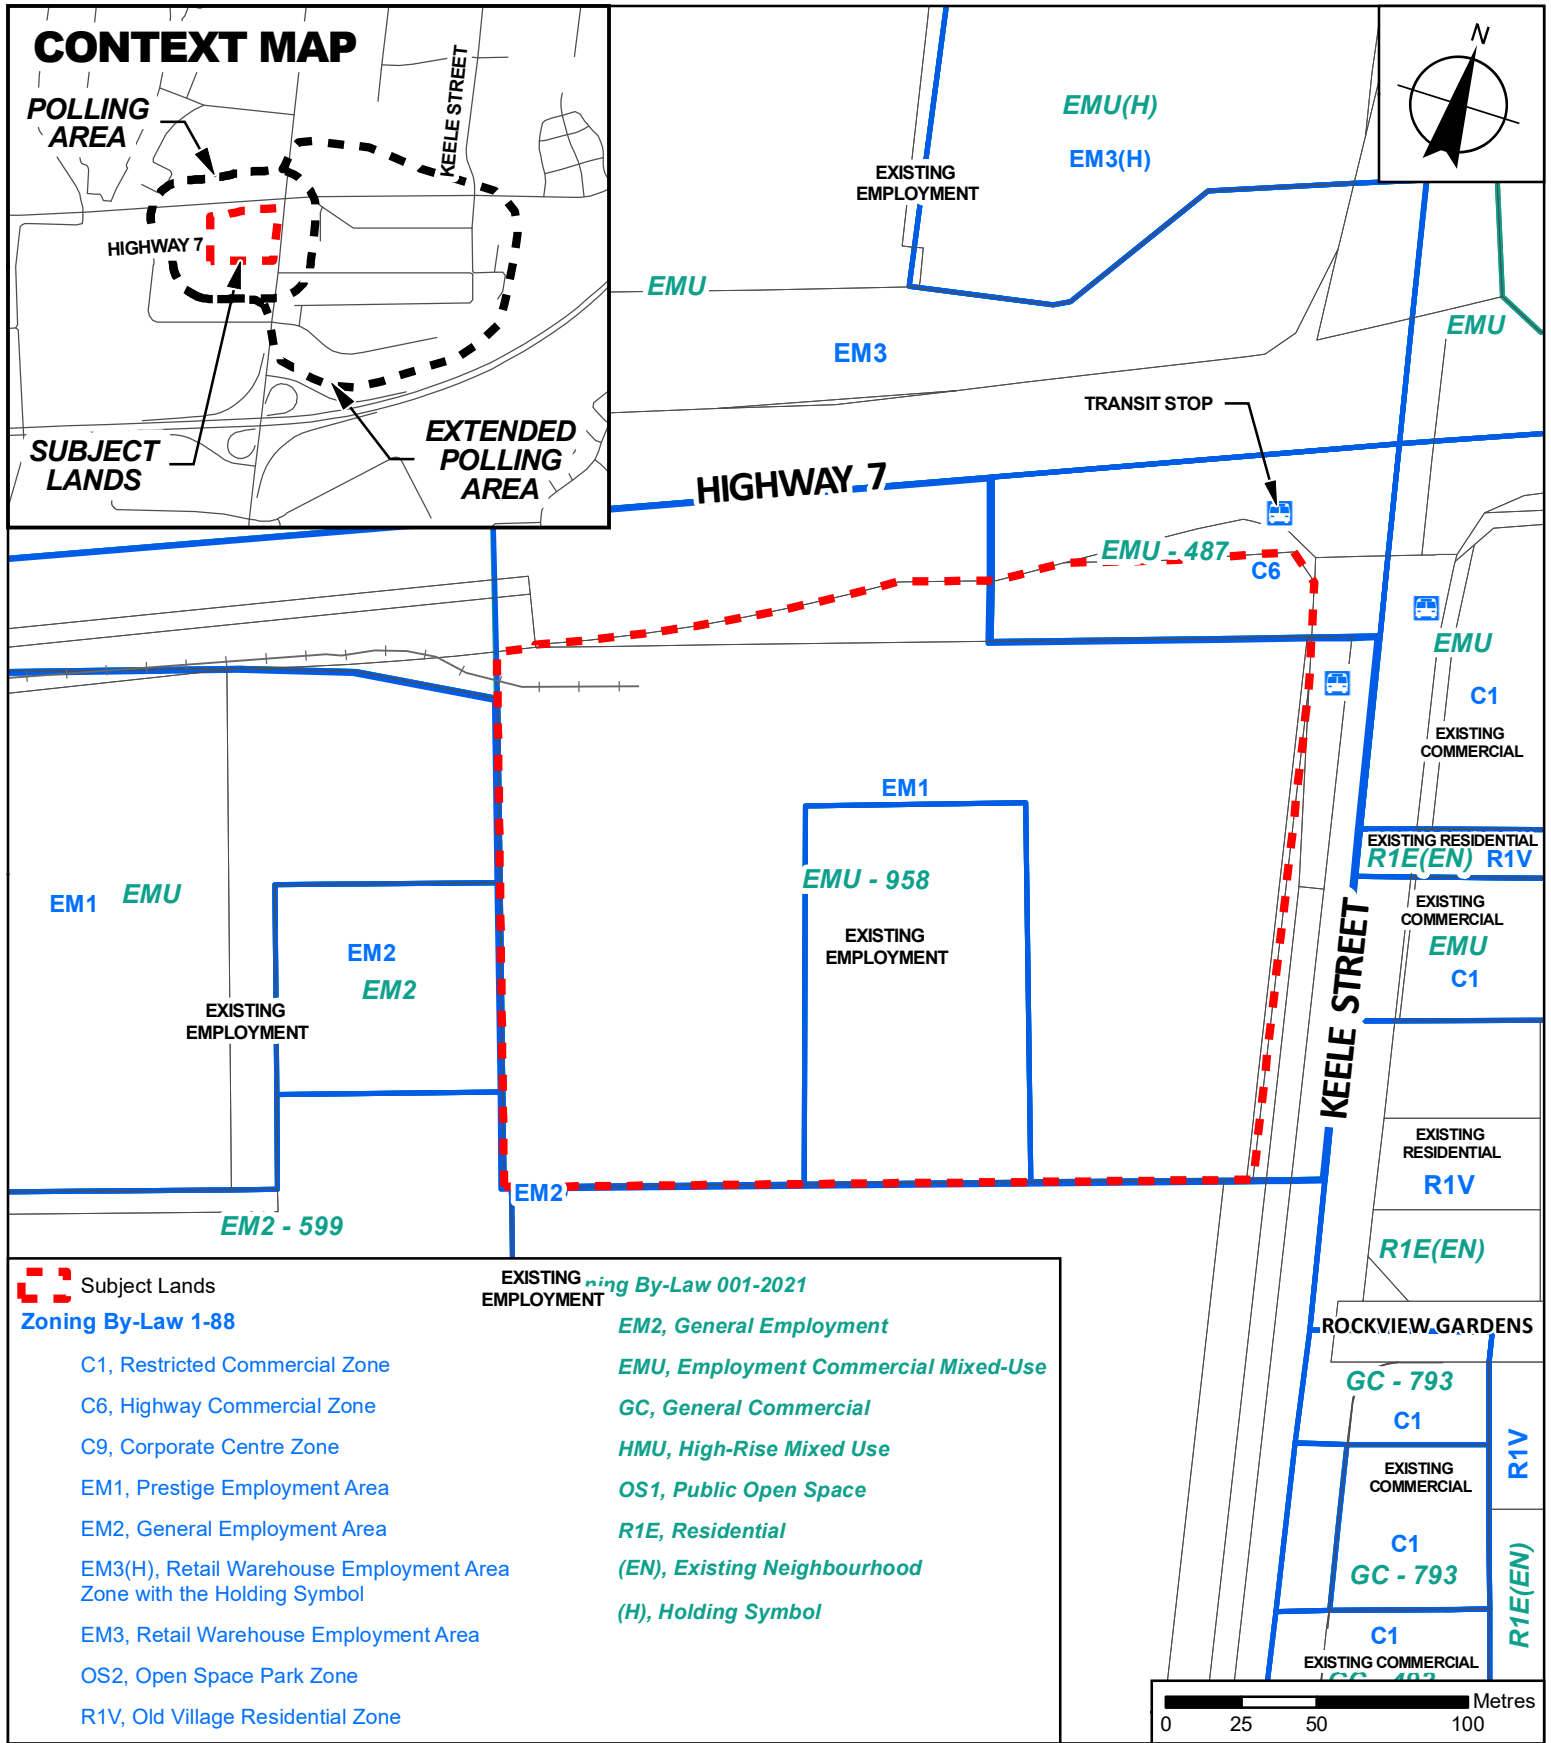 CONTEXT MAP
POLLING
AREA
KEELE STREET
HIGHWAY 7
SUBJECT
LANDS
EXTENDED
POLLING
AREA
N
EMU(H)
EM3(H)
EXISTING
EMPLOYMENT
EMU
EMU
EM3
TRANSIT STOP
HIGHWAY 7
EMU - 487
C6
EMU
C1
EXISTING
COMMERCIAL
EM1
EXISTING RESIDENTIAL
R1E(EN) R1V
EMU - 958
EM1 EMU
EXISTING
COMMERCIAL
EXISTING
EMPLOYMENT
EMU
C1
EM2
EM2
KEELE STREET
EXISTING
EMPLOYMENT
EXISTING
RESIDENTIAL
R1V
EM2
EM2 - 599
R1E(EN)
EXISTING
EMPLOYMENT
ROCKVIEW GARDENS
GC - 793
C1
R1V
EXISTING
COMMERCIAL
C1
GC - 793
R1E(EN)
C1
EXISTING COMMERCIAL
Subject Lands
Zoning By-Law 1-88
C1, Restricted Commercial Zone
C6, Highway Commercial Zone
C9, Corporate Centre Zone
EM1, Prestige Employment Area
EM2, General Employment Area
EM3(H), Retail Warehouse Employment Area
Zone with the Holding Symbol
EM3, Retail Warehouse Employment Area
OS2, Open Space Park Zone
R1V, Old Village Residential Zone
ning By-Law 001-2021
EM2, General Employment
EMU, Employment Commercial Mixed-Use
GC, General Commercial
HMU, High-Rise Mixed Use
OS1, Public Open Space
R1E, Residential
(EN), Existing Neighbourhood
(H), Holding Symbol
Metres
0 25 50 100